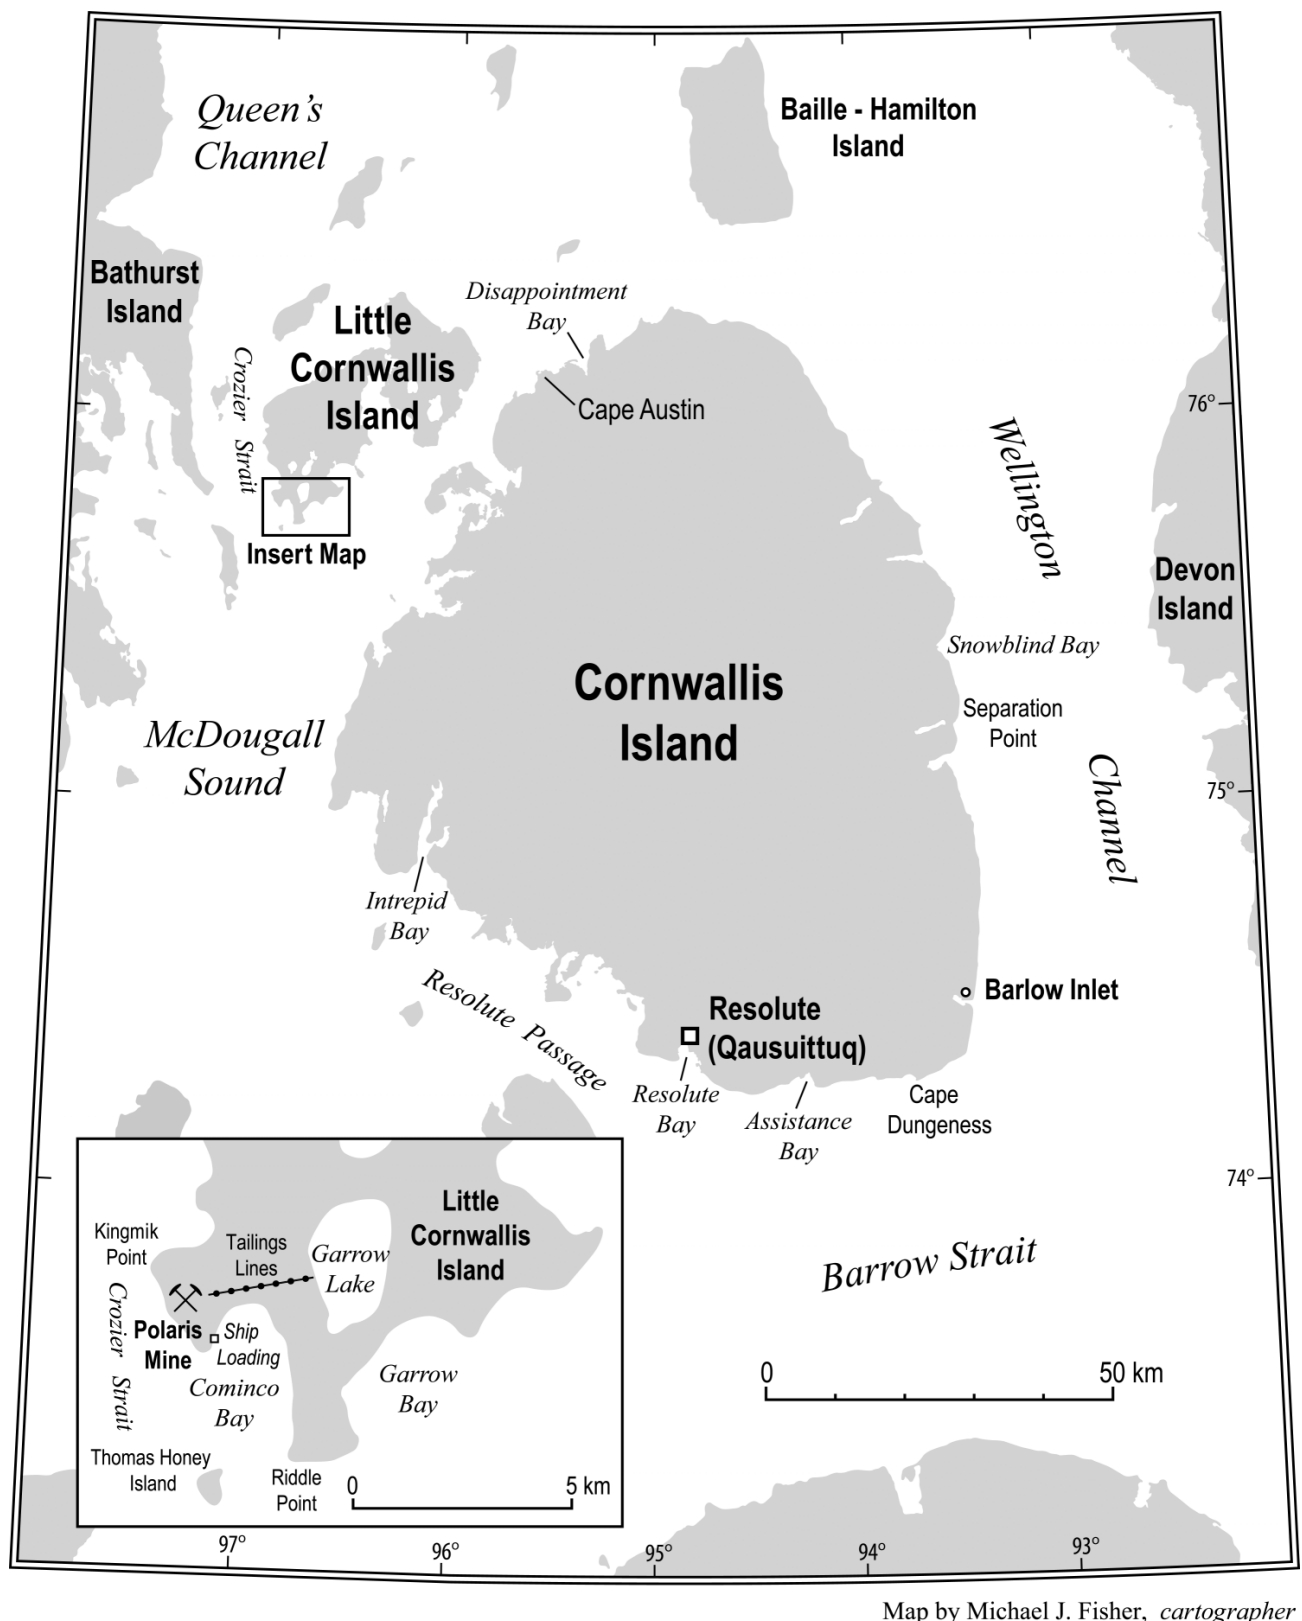 Queen's
Channel
Baille - Hamilton
Island
Bathurst
Island
Disappointment
Bay
Little
Cornwallis
Island
Crozier Strait
Cape Austin
76°
Wellington
Insert Map
Devon
Island
Snowblind Bay
Cornwallis
Island
Separation
Point
McDougall
Sound
Channel
75°
Intrepid
Bay
Resolute Passage
Barlow Inlet
Resolute
(Qausuittuq)
Resolute
Bay
Assistance
Bay
Cape
Dungeness
74°
Barrow Strait
0 50 km
Little
Cornwallis
Island
Kingmik
Point
Tailings
Lines
Garrow
Lake
Crozier Strait
Polaris
Mine
Ship
Loading
Cominco
Bay
Garrow
Bay
Thomas Honey
Island
Riddle
Point
0 5 km
97° 96° 95° 94° 93°
Map by Michael J. Fisher, cartographer